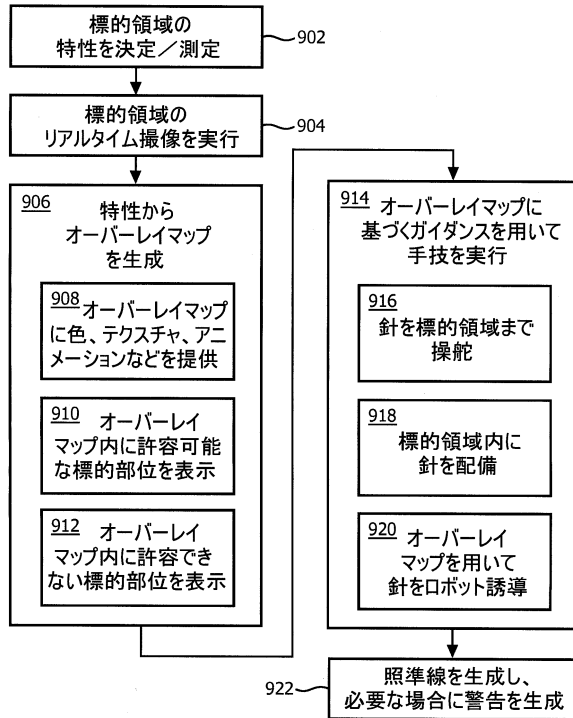 標的領域の
特性を決定／測定
902
標的領域の
リアルタイム撮像を実行
904
906 特性から
オーバーレイマップ
を生成
908 オーバーレイマップ
に色、テクスチャ、アニ
メーションなどを提供
910 オーバーレイ
マップ内に許容可能
な標的部位を表示
912 オーバーレイ
マップ内に許容でき
ない標的部位を表示
914 オーバーレイマップに
基づくガイダンスを用いて
手技を実行
916
針を標的領域まで
操舵
918
標的領域内に
針を配備
920 オーバーレイ
マップを用いて
針をロボット誘導
922
照準線を生成し、
必要な場合に警告を生成